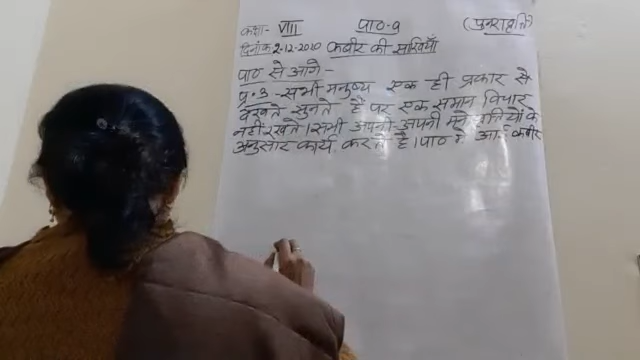 कक्षा- VIII पाठ-9 (पुनरावृत्ति)
दिनांक 2-12-2020 कबीर की साखियाँ
पाठ से आगे-
प्र॰3 - सभी मनुष्य एक ही प्रकार से
देखते सुनते है पर एक समान विचार
नही रखते। सभी अपनी अपनी मनोवृत्तियों के
अनुसार कार्य करते है। पाठ में आई कबीर